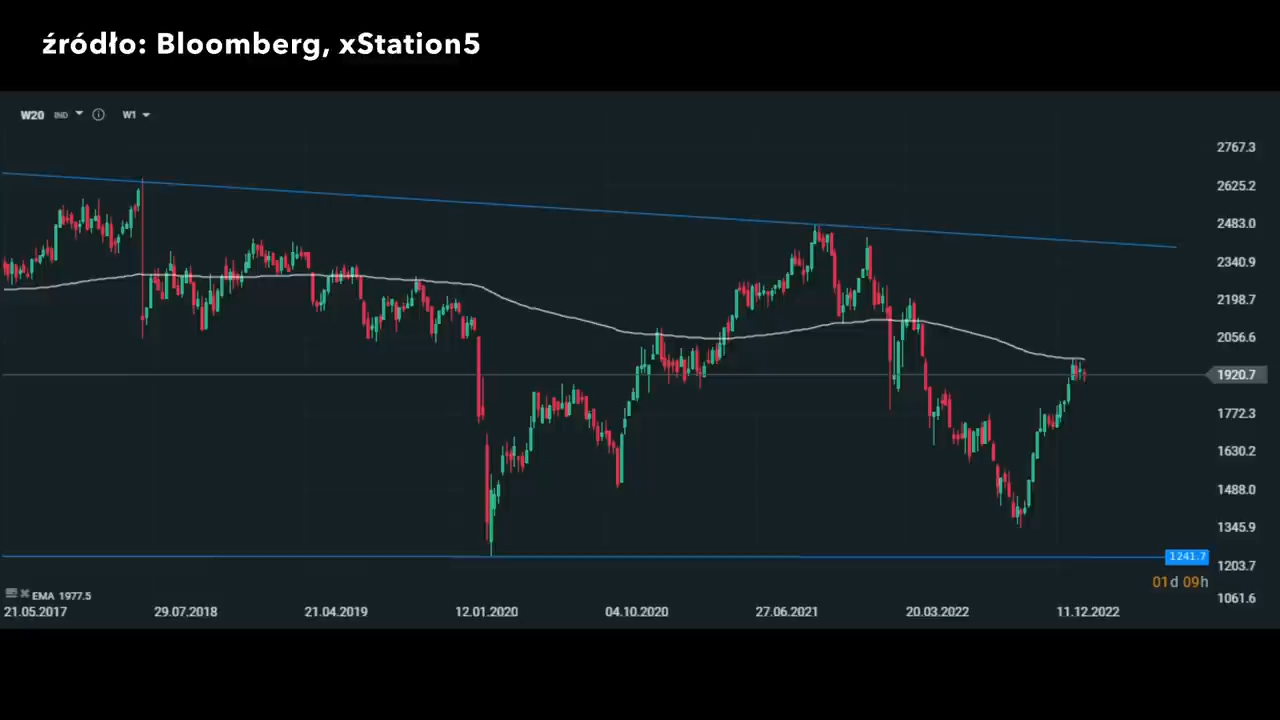 źródło: Bloomberg, xStation5
W20 IND W1
2767.3
2625.2
2483.0
2340.9
2198.7
2056.6
1920.7
1772.3
1630.2
1488.0
1345.9
1241.7
1203.7
01d 09h
1061.6
EMA 1977.5
21.05.2017 29.07.2018 21.04.2019 12.01.2020 04.10.2020 27.06.2021 20.03.2022 11.12.2022